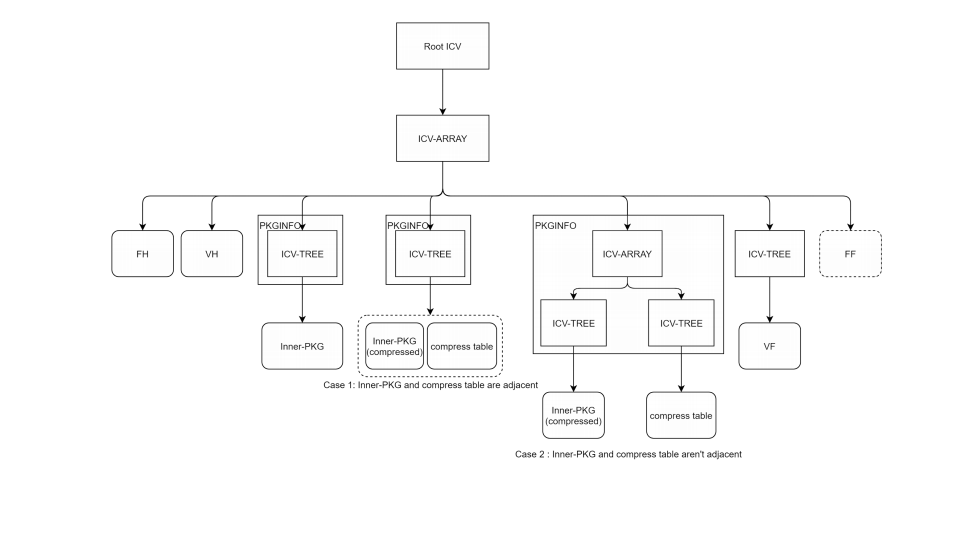 Root ICV
ICV-ARRAY
PKGINFO
PKGINFO
PKGINFO
FH
VH
ICV-TREE
ICV-TREE
ICV-ARRAY
ICV-TREE
FF
ICV-TREE
ICV-TREE
Inner-PKG
Inner-PKG
(compressed)
compress table
VF
Case 1: Inner-PKG and compress table are adjacent
Inner-PKG
(compressed)
compress table
Case 2 : Inner-PKG and compress table aren't adjacent